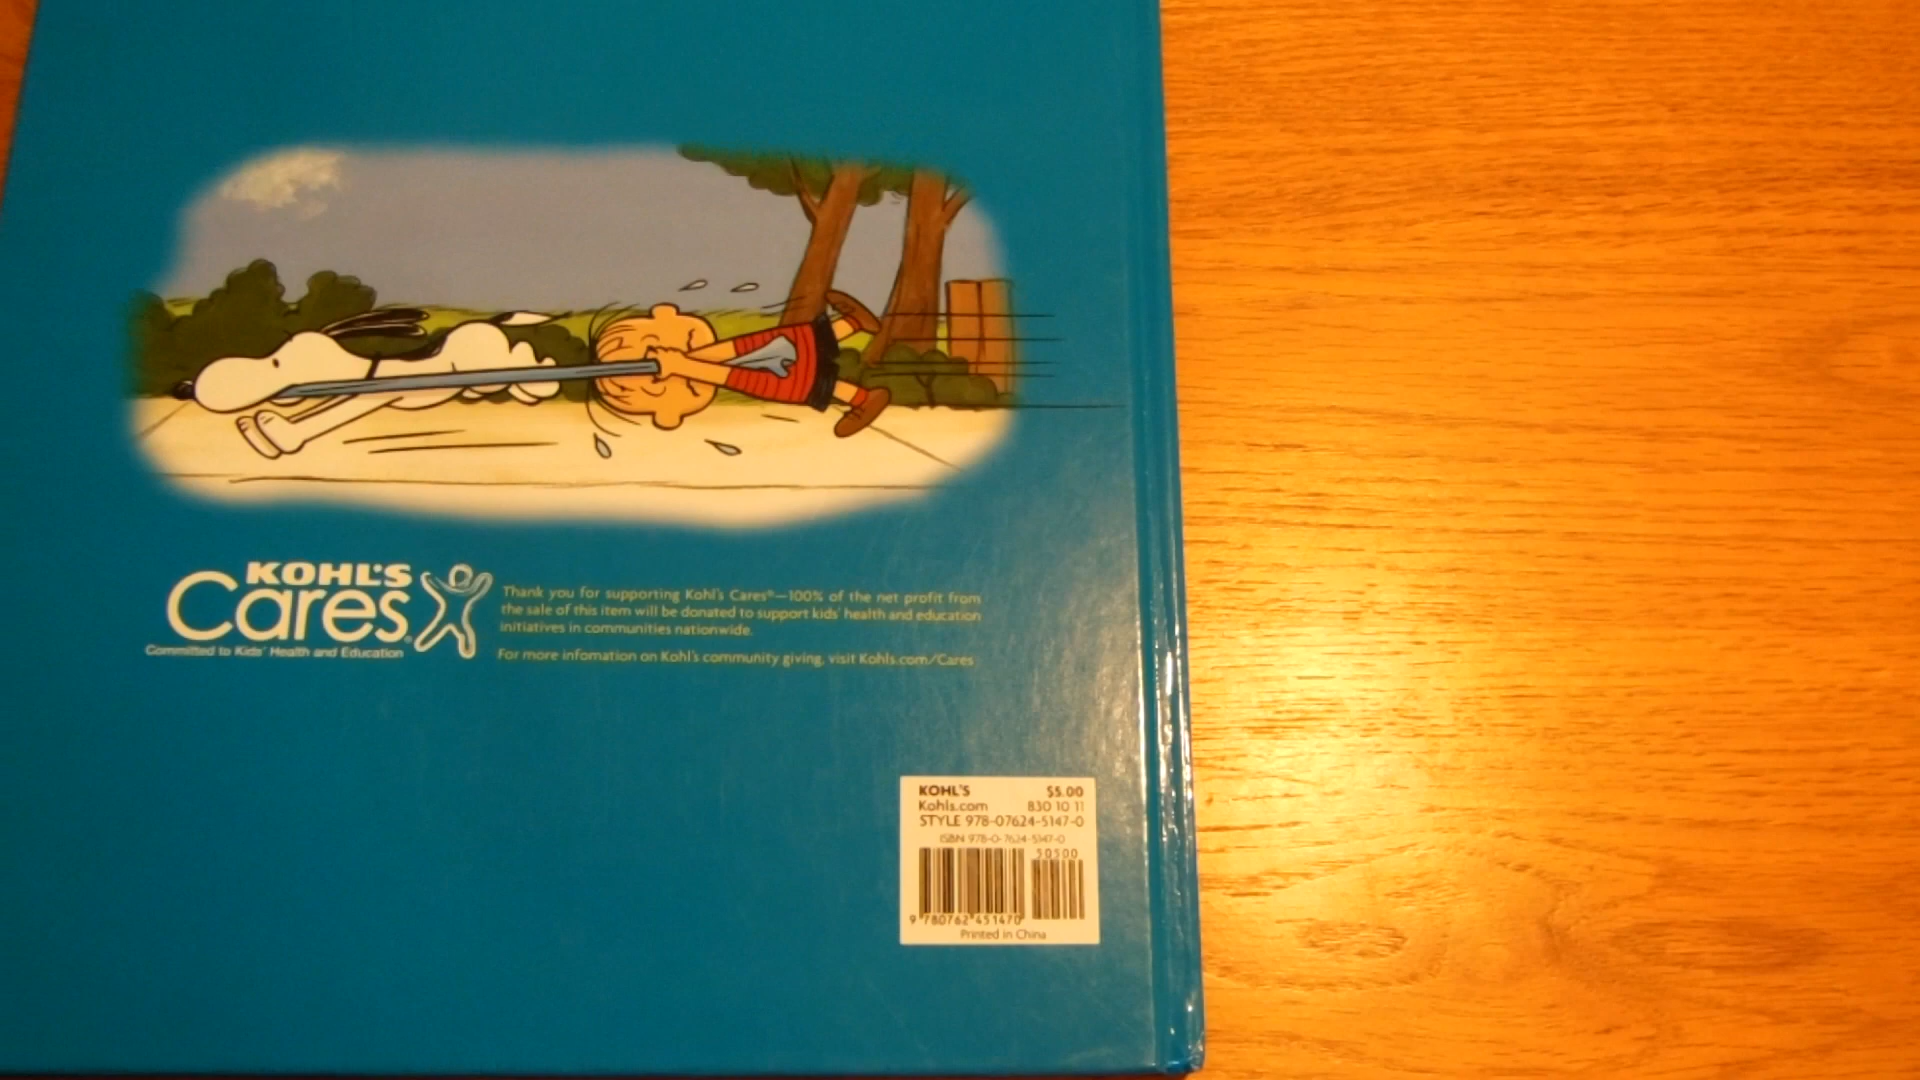 KOHL'S
Cares®
Committed to Kids' Health and Education
Thank you for supporting Kohl's Cares®—100% of the net profit from
the sale of this item will be donated to support kids' health and education
initiatives in communities nationwide.
For more infomation on Kohl's community giving, visit Kohls.com/Cares
KOHL'S $5.00
Kohls.com 830 10 11
STYLE 978-07624-5147-0
ISBN 978-0-7624-5147-0
50500
9 780762 451470
Printed in China